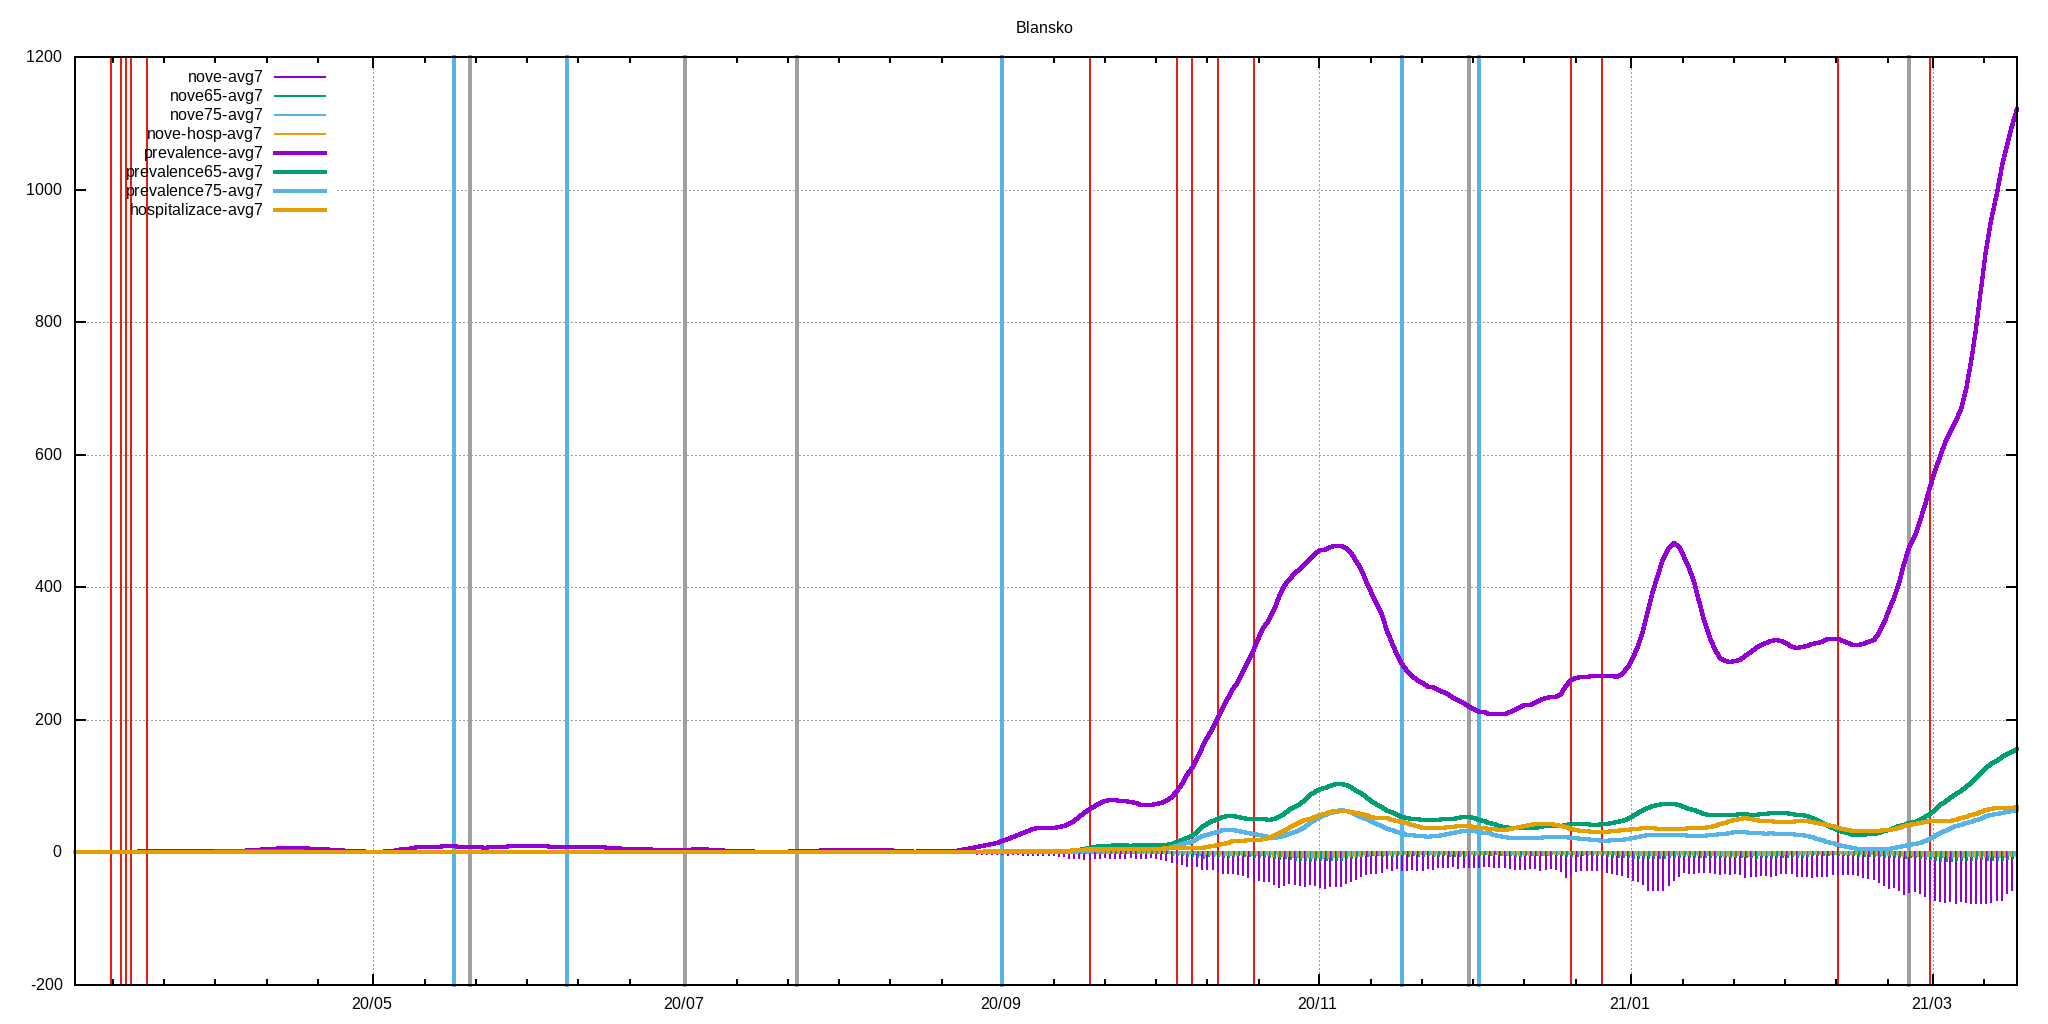 Blansko
1200
1000
800
600
400
200
0
-200
nove-avg7
nove65-avg7
nove75-avg7
nove-hosp-avg7
prevalence-avg7
prevalence65-avg7
prevalence75-avg7
hospitalizace-avg7
20/05 20/07 20/09 20/11 21/01 21/03